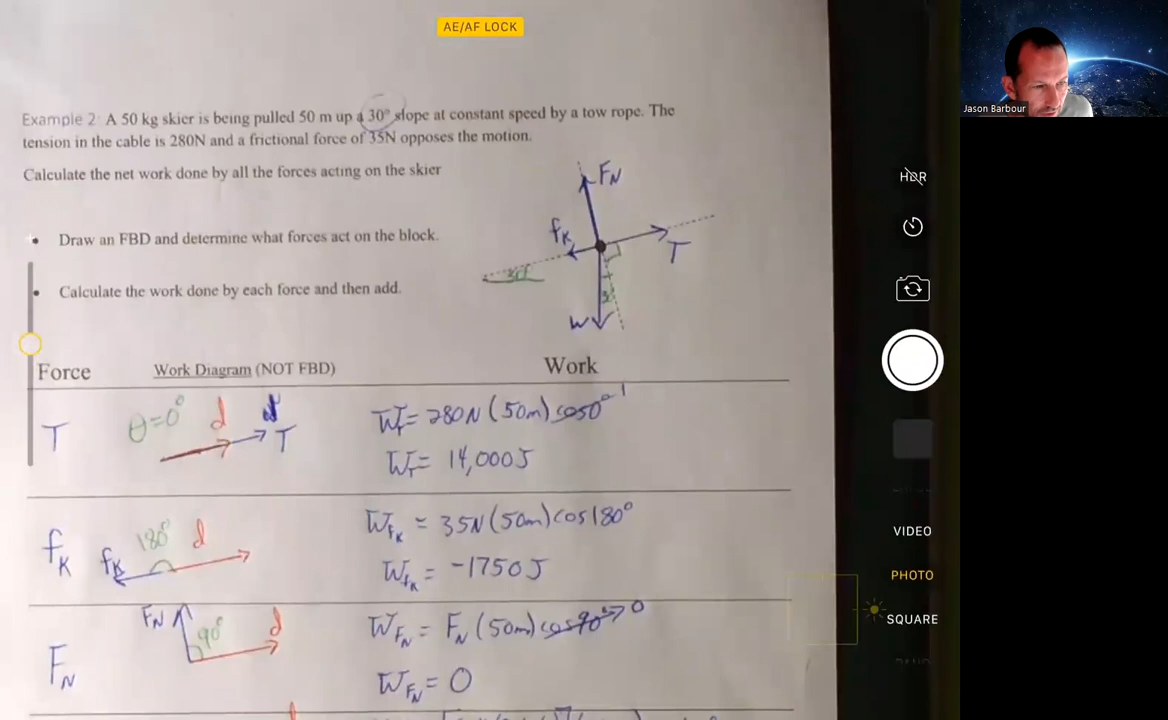 AE/AF LOCK
Jason Barbour
Example 2: A 50 kg skier is being pulled 50 m up a 30° slope at constant speed by a tow rope. The
tension in the cable is 280N and a frictional force of 35N opposes the motion.
Calculate the net work done by all the forces acting on the skier
• Draw an FBD and determine what forces act on the block.
• Calculate the work done by each force and then add.
FN
fK
T
30°
W
HDR
Force Work Diagram (NOT FBD) Work
T θ=0° d T
WT = 280N (50m) cos0° 1
WT = 14,000J
fK fK 180° d
WfK = 35N (50m) cos180°
WfK = -1750J
FN FN 90° d
WFN = FN (50m) cos90° → 0
WFN = 0
d
VIDEO
PHOTO
SQUARE